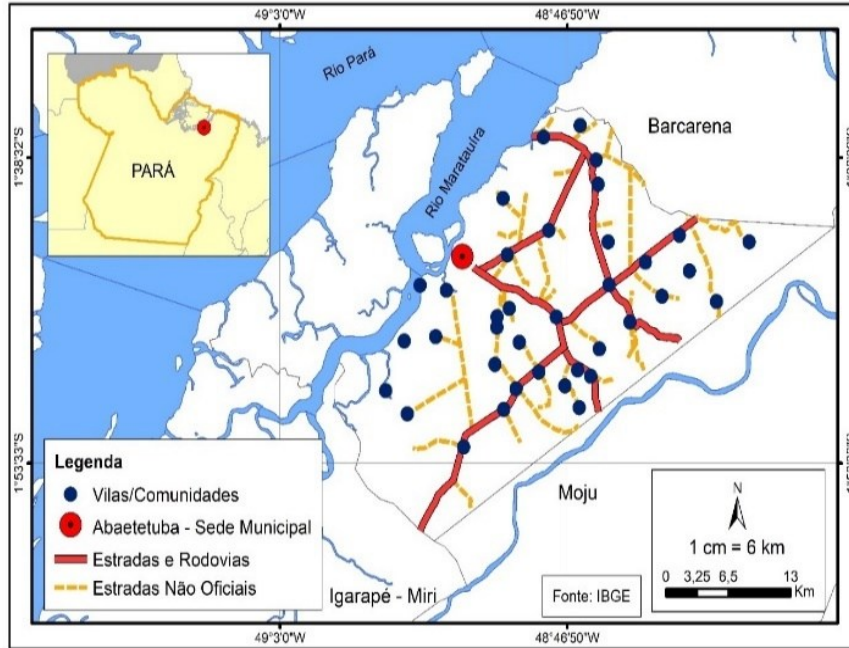 49°3'0"W
48°46'50"W
Rio Pará
Barcarena
PARÁ
Rio Maratauíra
1°38'32"S
1°53'33"S
Legenda
Vilas/Comunidades
Abaetetuba - Sede Municipal
Estradas e Rodovias
Estradas Não Oficiais
Moju
Igarapé - Miri
Fonte: IBGE
N
1 cm = 6 km
0 3,25 6,5 13
Km
49°3'0"W
48°46'50"W